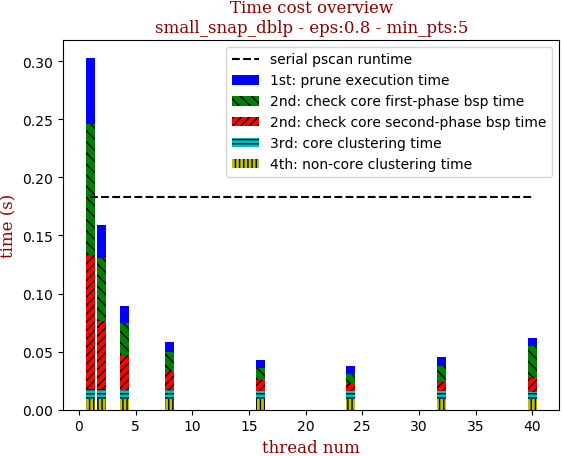 Time cost overview
small_snap_dblp - eps:0.8 - min_pts:5
serial pscan runtime
1st: prune execution time
2nd: check core first-phase bsp time
2nd: check core second-phase bsp time
3rd: core clustering time
4th: non-core clustering time
time (s)
0.30
0.25
0.20
0.15
0.10
0.05
0.00
0 5 10 15 20 25 30 35 40
thread num